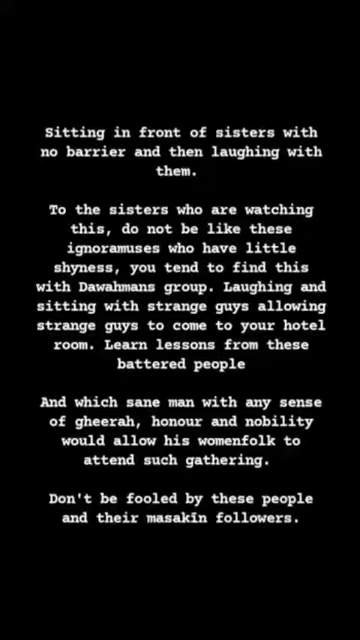 Sitting in front of sisters with
no barrier and then laughing with
them.
To the sisters who are watching
this, do not be like these
ignoramuses who have little
shyness, you tend to find this
with Dawahmans group. Laughing and
sitting with strange guys allowing
strange guys to come to your hotel
room. Learn lessons from these
battered people
And which sane man with any sense
of gheerah, honour and nobility
would allow his womenfolk to
attend such gathering.
Don't be fooled by these people
and their masakīn followers.